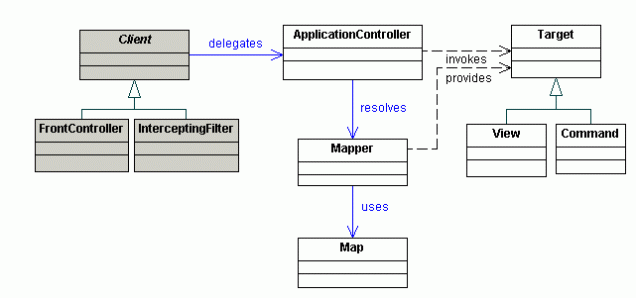 Client
delegates
ApplicationController
Target
invokes
provides
FrontController
InterceptingFilter
resolves
View
Command
Mapper
uses
Map